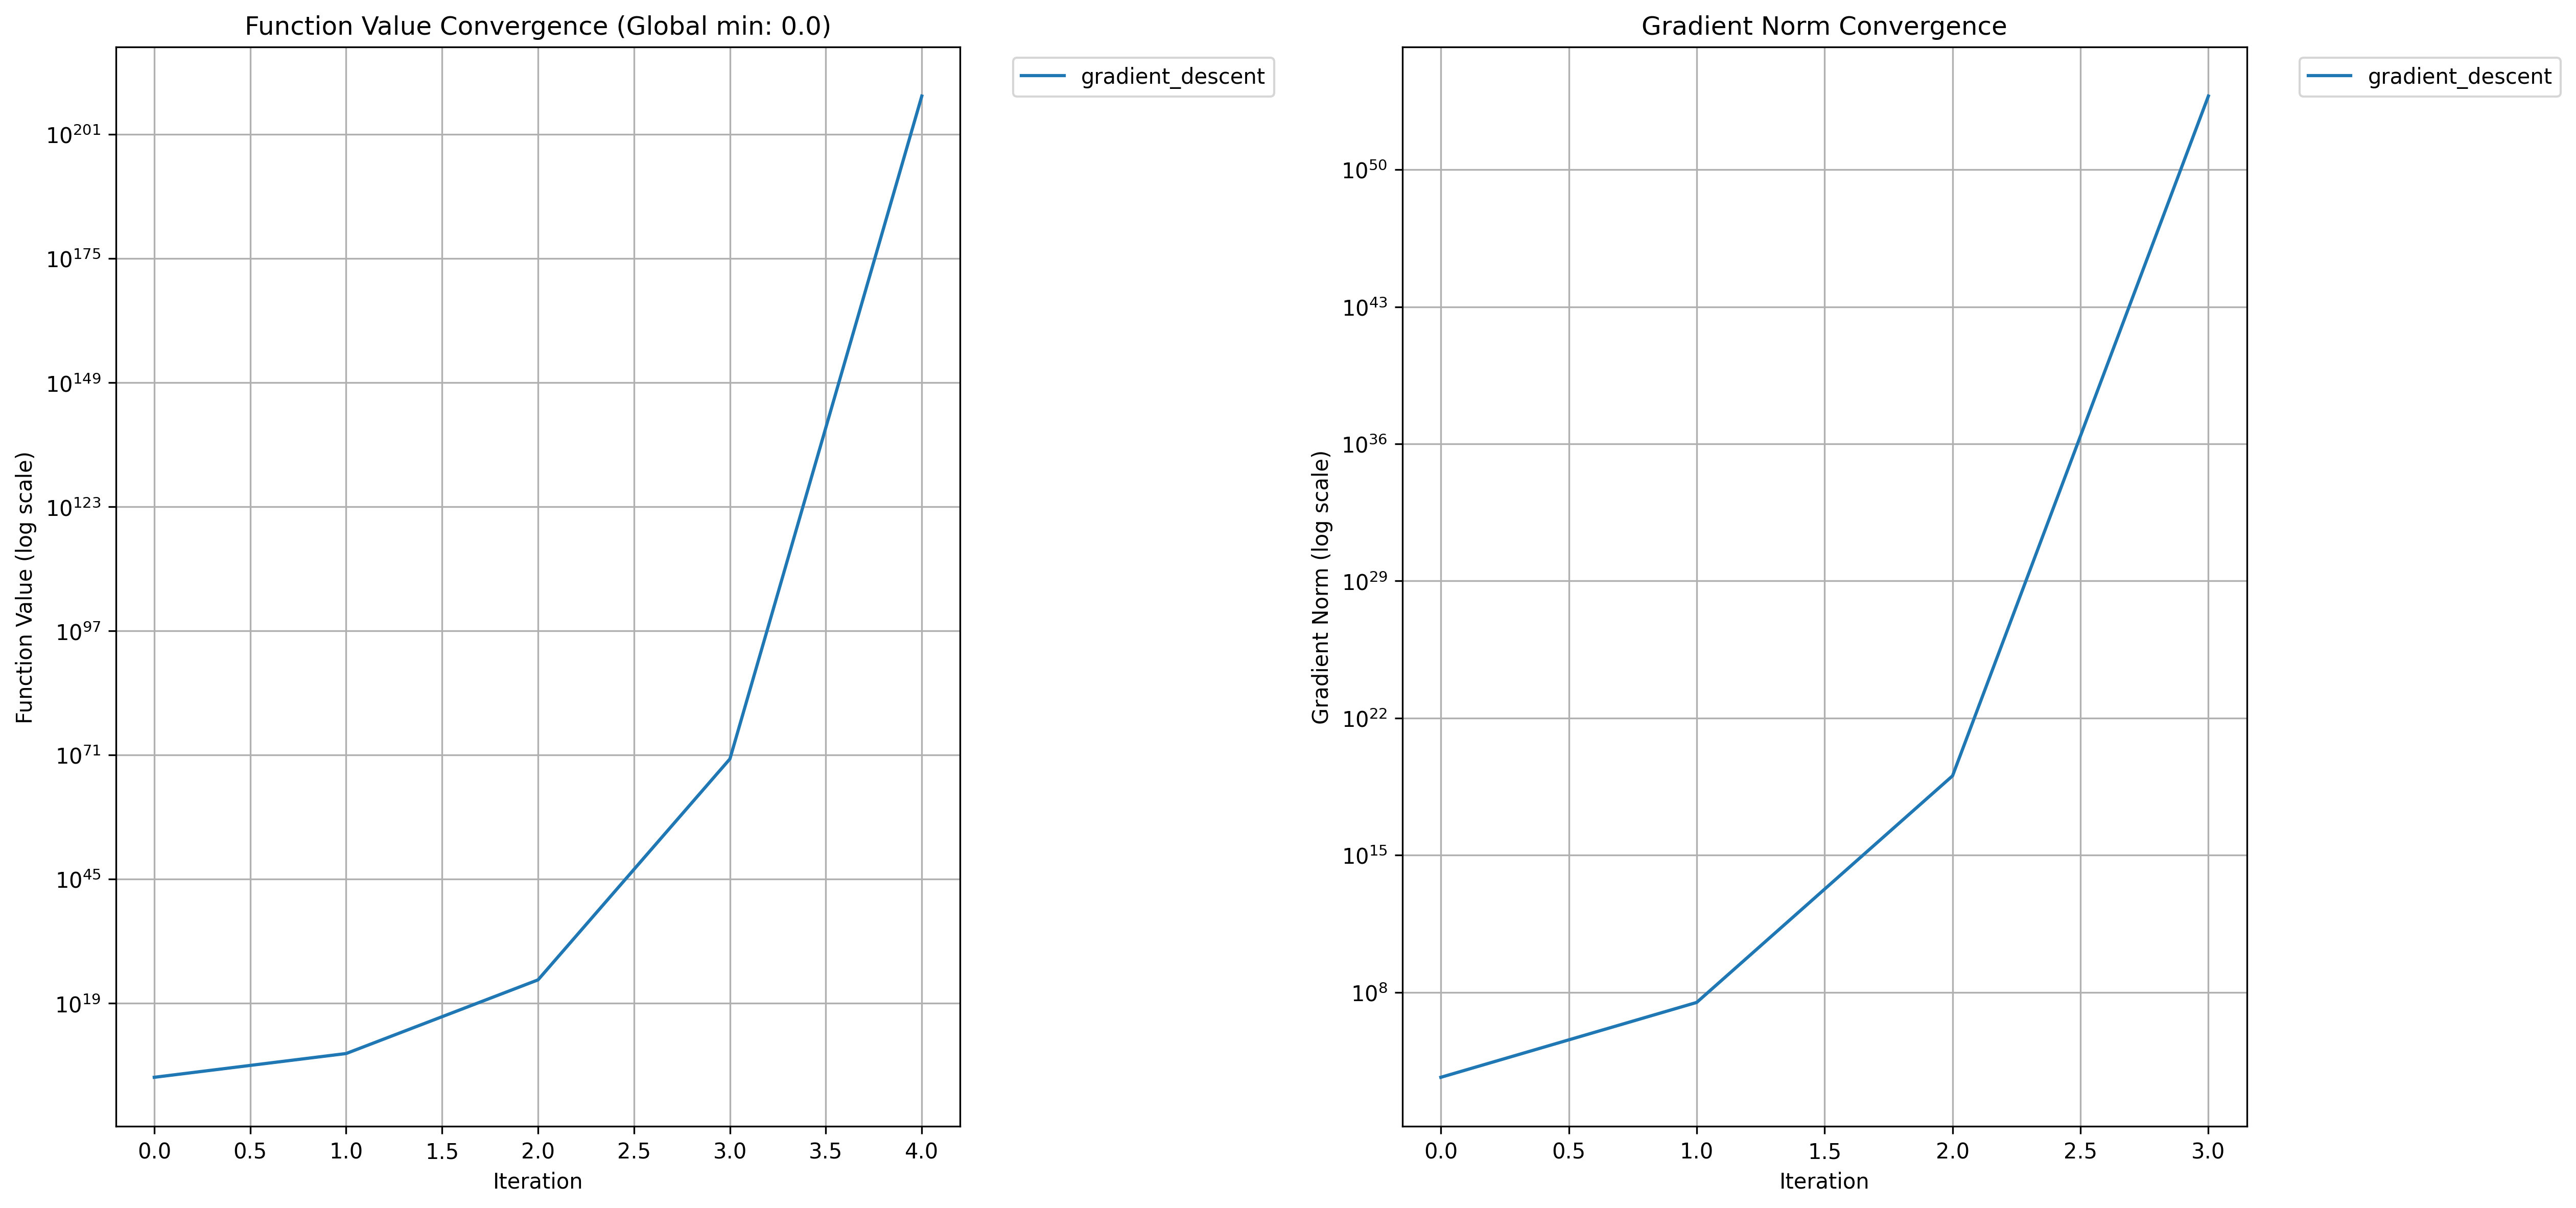 Function Value Convergence (Global min: 0.0)
gradient_descent
10^201
10^175
10^149
10^123
10^97
10^71
10^45
10^19
Function Value (log scale)
0.0 0.5 1.0 1.5 2.0 2.5 3.0 3.5 4.0
Iteration
Gradient Norm Convergence
gradient_descent
10^50
10^43
10^36
10^29
10^22
10^15
10^8
Gradient Norm (log scale)
0.0 0.5 1.0 1.5 2.0 2.5 3.0
Iteration